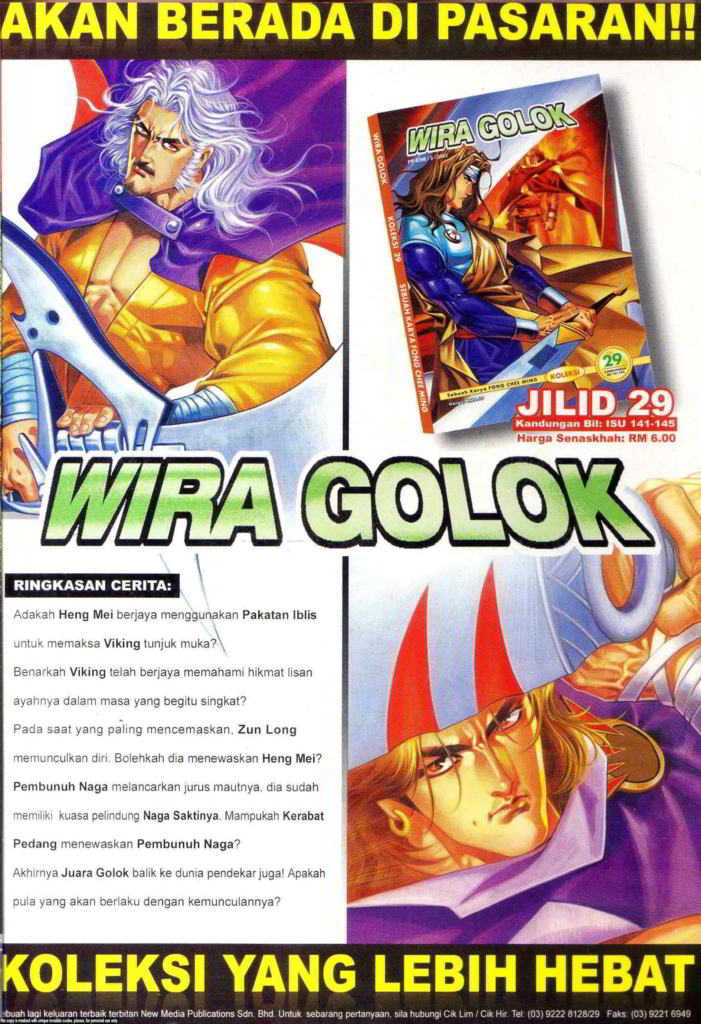 AKAN BERADA DI PASARAN!!
WIRA GOLOK
WIRA GOLOK
KOLEKSI 29
SEBUAH KARYA FONG CHEE MING
Sebuah Karya FONG CHEE MING
KOLEKSI
29
JILID 29
Kandungan Bil: ISU 141-145
Harga Senaskhah: RM 6.00
WIRA GOLOK
RINGKASAN CERITA:
Adakah Heng Mei berjaya menggunakan Pakatan Iblis
untuk memaksa Viking tunjuk muka?
Benarkah Viking telah berjaya memahami hikmat lisan
ayahnya dalam masa yang begitu singkat?
Pada saat yang paling mencemaskan, Zun Long
memunculkan diri. Bolehkah dia menewaskan Heng Mei?
Pembunuh Naga melancarkan jurus mautnya, dia sudah
memiliki kuasa pelindung Naga Saktinya. Mampukah Kerabat
Pedang menewaskan Pembunuh Naga?
Akhirnya Juara Golok balik ke dunia pendekar juga! Apakah
pula yang akan berlaku dengan kemunculannya?
KOLEKSI YANG LEBIH HEBAT
ebuah lagi keluaran terbaik terbitan New Media Publications Sdn. Bhd. Untuk sebarang pertanyaan, sila hubungi Cik Lim / Cik Hir. Tel: (03) 9222 8128/29 Faks: (03) 9221 6949